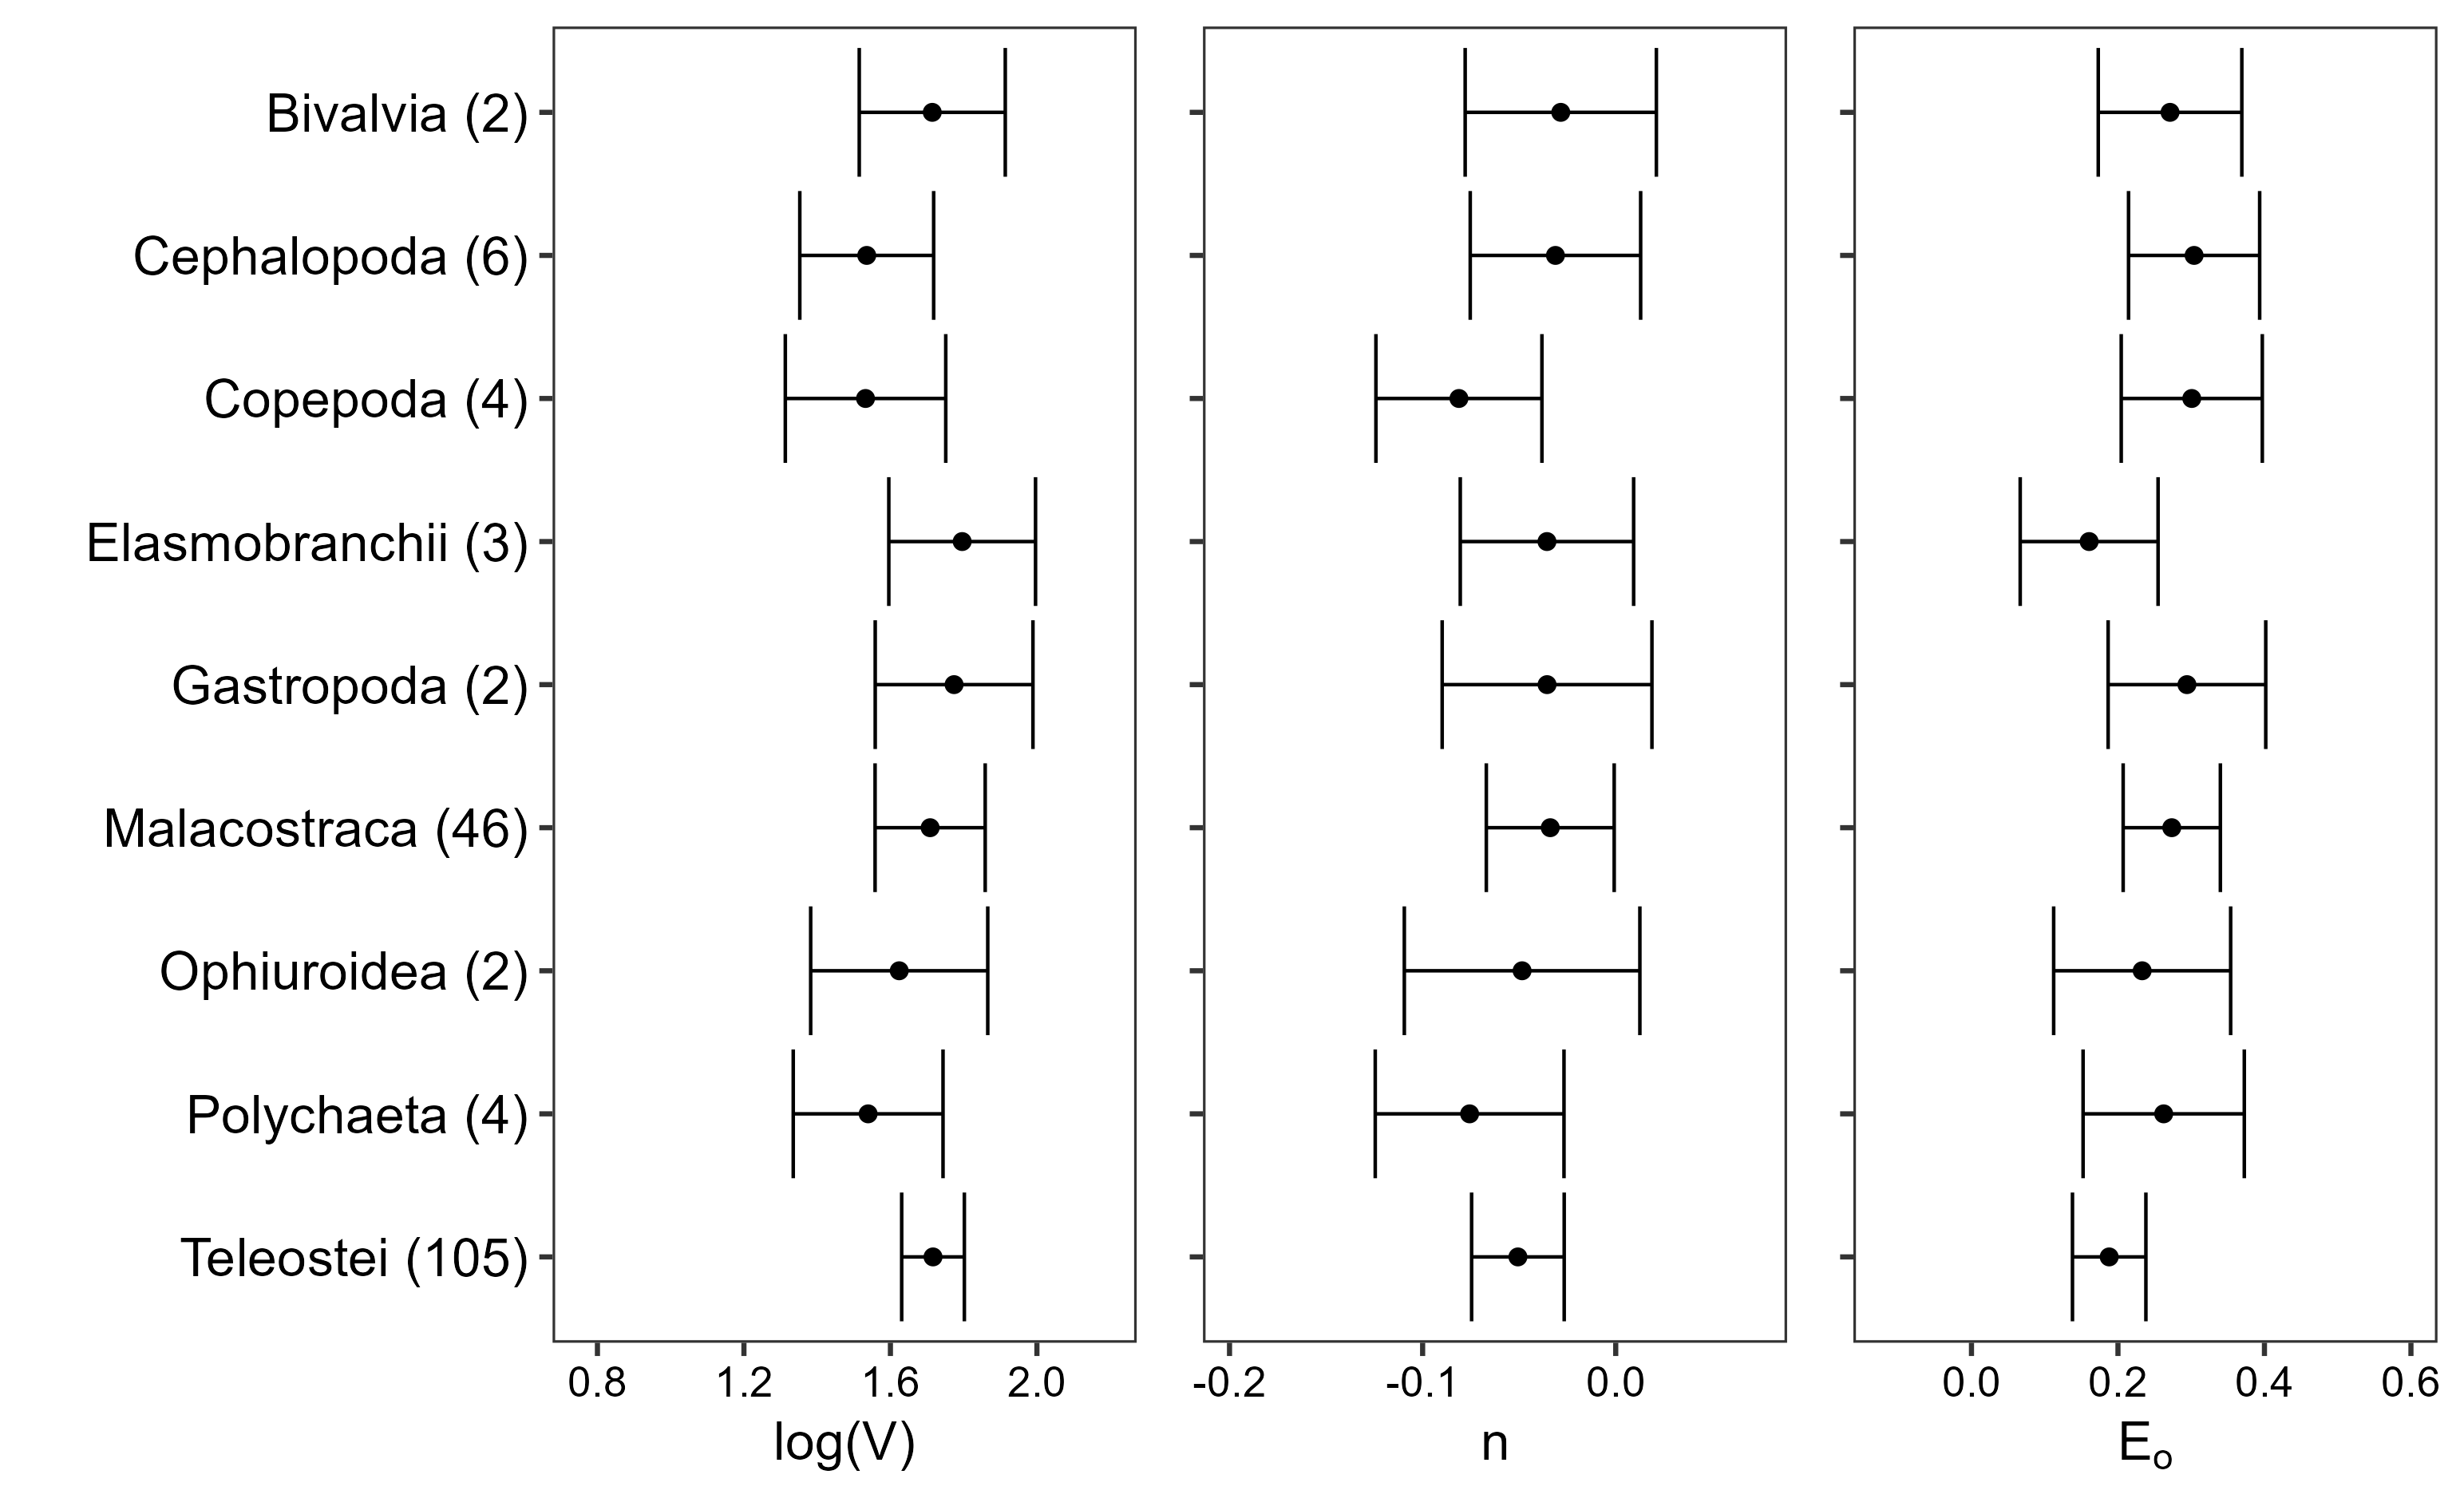 Bivalvia (2)
Cephalopoda (6)
Copepoda (4)
Elasmobranchii (3)
Gastropoda (2)
Malacostraca (46)
Ophiuroidea (2)
Polychaeta (4)
Teleostei (105)
0.8 1.2 1.6 2.0 -0.2 -0.1 0.0 0.0 0.2 0.4 0.6
log(V) n Eₒ